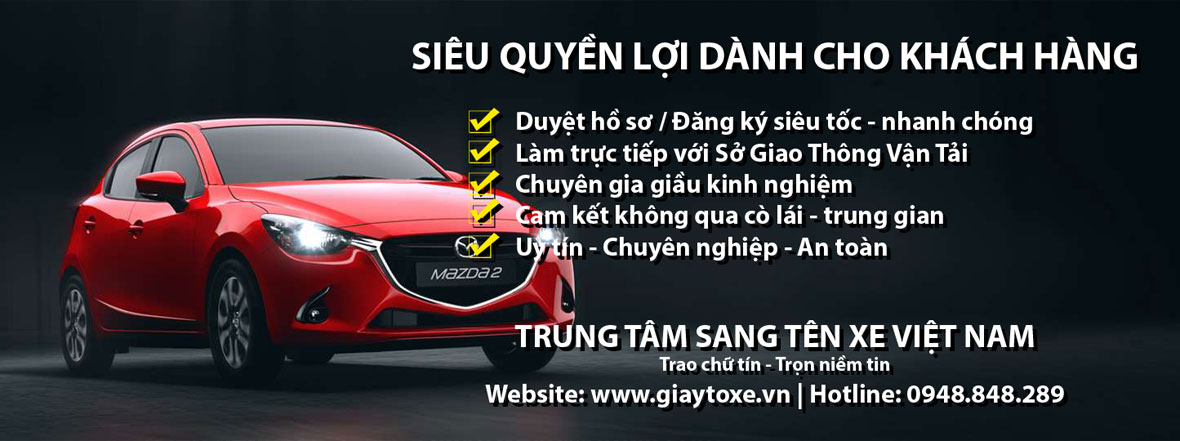 SIÊU QUYỀN LỢI DÀNH CHO KHÁCH HÀNG
Duyệt hồ sơ / Đăng ký siêu tốc - nhanh chóng
Làm trực tiếp với Sở Giao Thông Vận Tải
Chuyên gia giầu kinh nghiệm
Cam kết không qua cò lái - trung gian
Uy tín - Chuyên nghiệp - An toàn
MAZDA 2
TRUNG TÂM SANG TÊN XE VIỆT NAM
Trao chữ tín - Trọn niềm tin
Website: www.giaytoxe.vn | Hotline: 0948.848.289